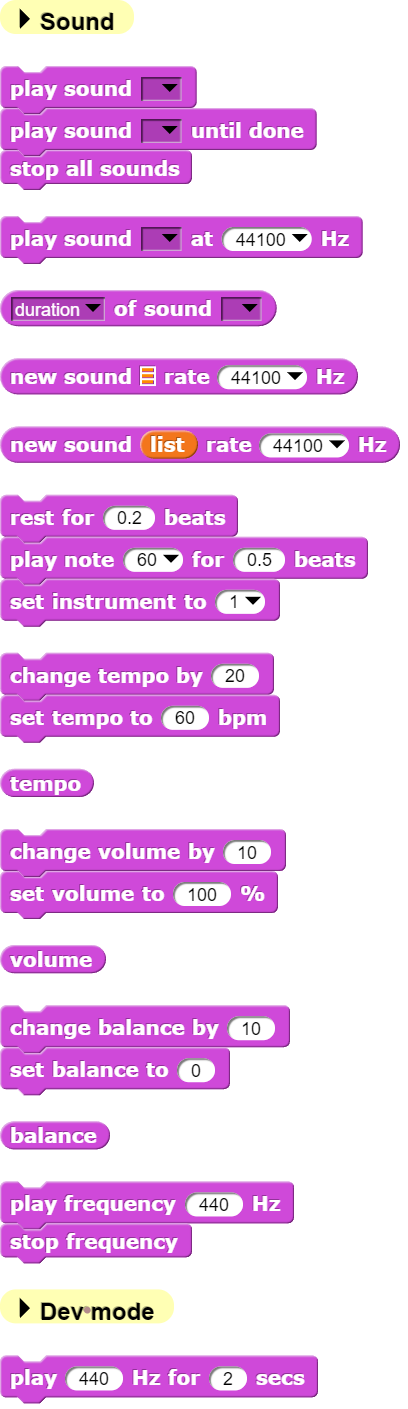 Sound
play sound
play sound until done
stop all sounds
play sound at 44100 Hz
duration of sound
new sound rate 44100 Hz
new sound list rate 44100 Hz
rest for 0.2 beats
play note 60 for 0.5 beats
set instrument to 1
change tempo by 20
set tempo to 60 bpm
tempo
change volume by 10
set volume to 100 %
volume
change balance by 10
set balance to 0
balance
play frequency 440 Hz
stop frequency
Dev•mode
play 440 Hz for 2 secs